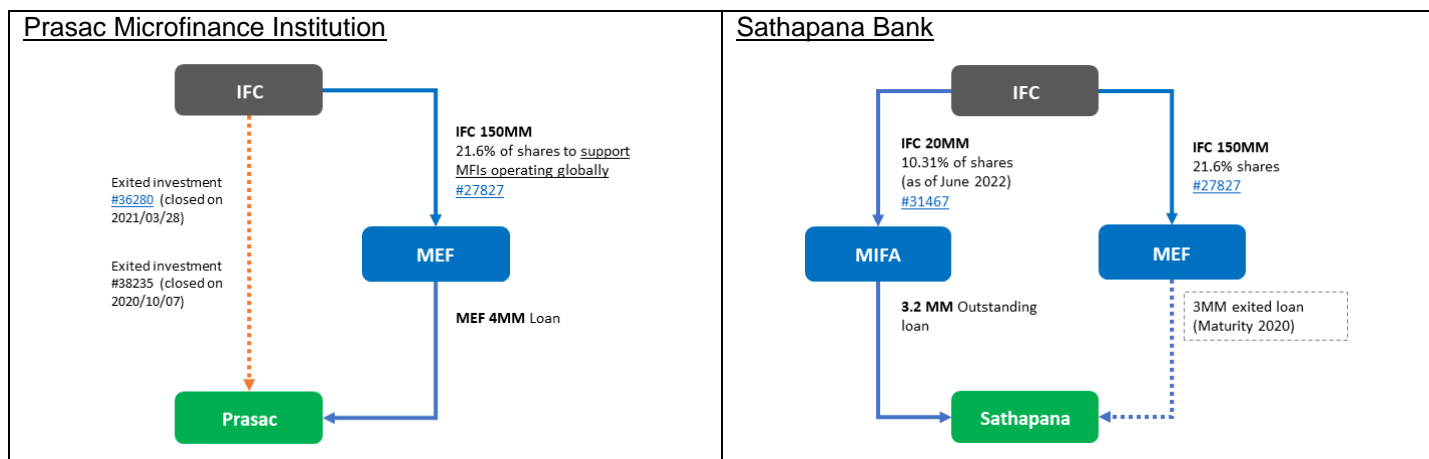 Prasac Microfinance Institution
IFC
IFC 150MM
21.6% of shares to support
MFIs operating globally
#27827
Exited investment
#36280 (closed on
2021/03/28)
MEF
Exited investment
#38235 (closed on
2020/10/07)
MEF 4MM Loan
Prasac
Sathapana Bank
IFC
IFC 20MM
10.31% of shares
(as of June 2022)
#31467
IFC 150MM
21.6% shares
#27827
MIFA
MEF
3.2 MM Outstanding
loan
3MM exited loan
(Maturity 2020)
Sathapana